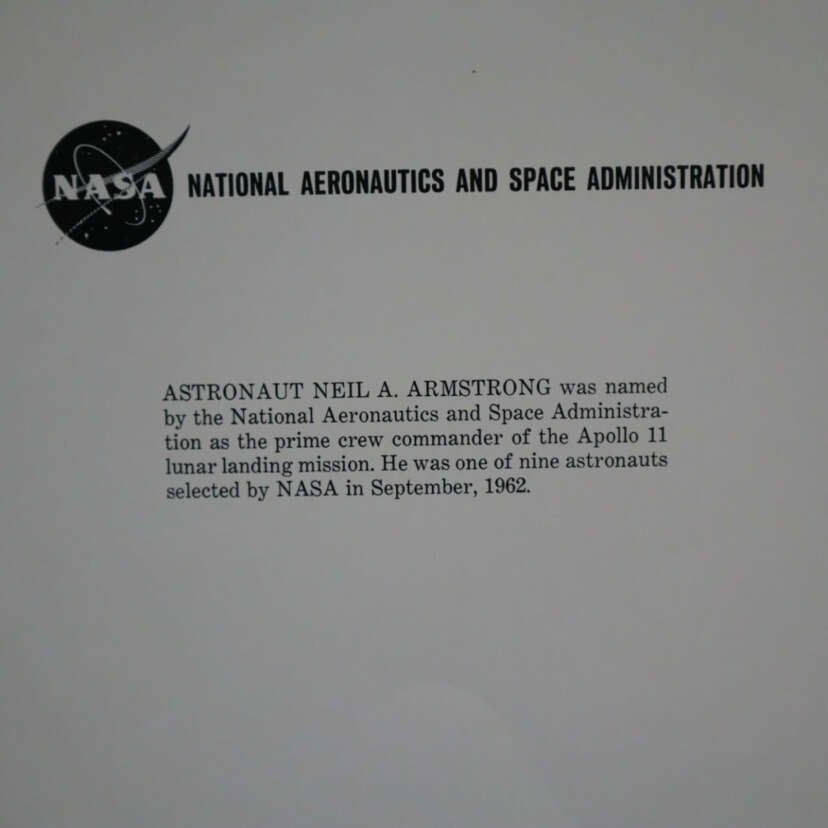 NASA NATIONAL AERONAUTICS AND SPACE ADMINISTRATION
ASTRONAUT NEIL A. ARMSTRONG was named
by the National Aeronautics and Space Administra-
tion as the prime crew commander of the Apollo 11
lunar landing mission. He was one of nine astronauts
selected by NASA in September, 1962.